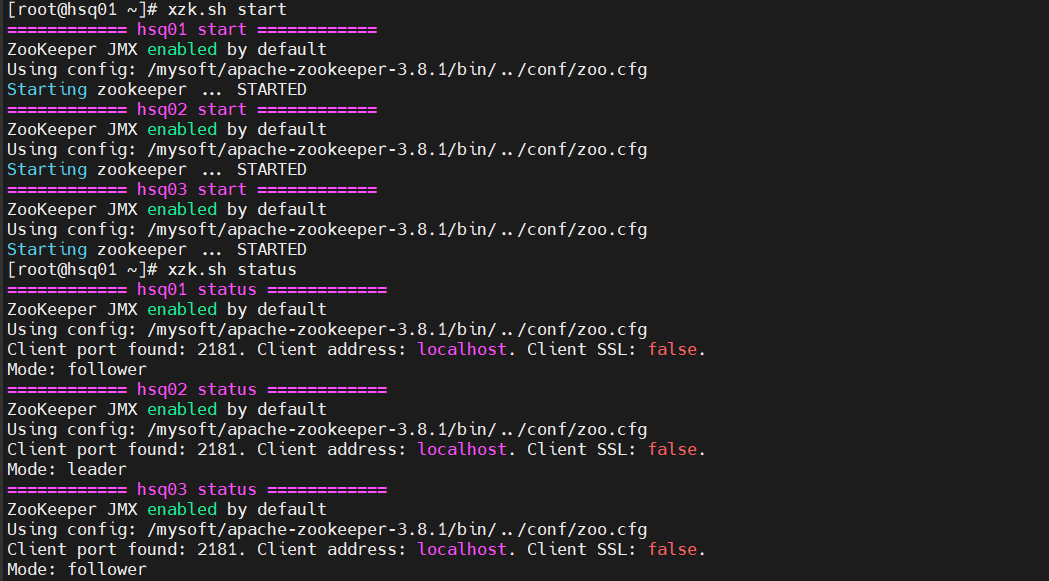 [root@hsq01 ~]# xzk.sh start
============ hsq01 start ============
ZooKeeper JMX enabled by default
Using config: /mysoft/apache-zookeeper-3.8.1/bin/../conf/zoo.cfg
Starting zookeeper ... STARTED
============ hsq02 start ============
ZooKeeper JMX enabled by default
Using config: /mysoft/apache-zookeeper-3.8.1/bin/../conf/zoo.cfg
Starting zookeeper ... STARTED
============ hsq03 start ============
ZooKeeper JMX enabled by default
Using config: /mysoft/apache-zookeeper-3.8.1/bin/../conf/zoo.cfg
Starting zookeeper ... STARTED
[root@hsq01 ~]# xzk.sh status
============ hsq01 status ============
ZooKeeper JMX enabled by default
Using config: /mysoft/apache-zookeeper-3.8.1/bin/../conf/zoo.cfg
Client port found: 2181. Client address: localhost. Client SSL: false.
Mode: follower
============ hsq02 status ============
ZooKeeper JMX enabled by default
Using config: /mysoft/apache-zookeeper-3.8.1/bin/../conf/zoo.cfg
Client port found: 2181. Client address: localhost. Client SSL: false.
Mode: leader
============ hsq03 status ============
ZooKeeper JMX enabled by default
Using config: /mysoft/apache-zookeeper-3.8.1/bin/../conf/zoo.cfg
Client port found: 2181. Client address: localhost. Client SSL: false.
Mode: follower